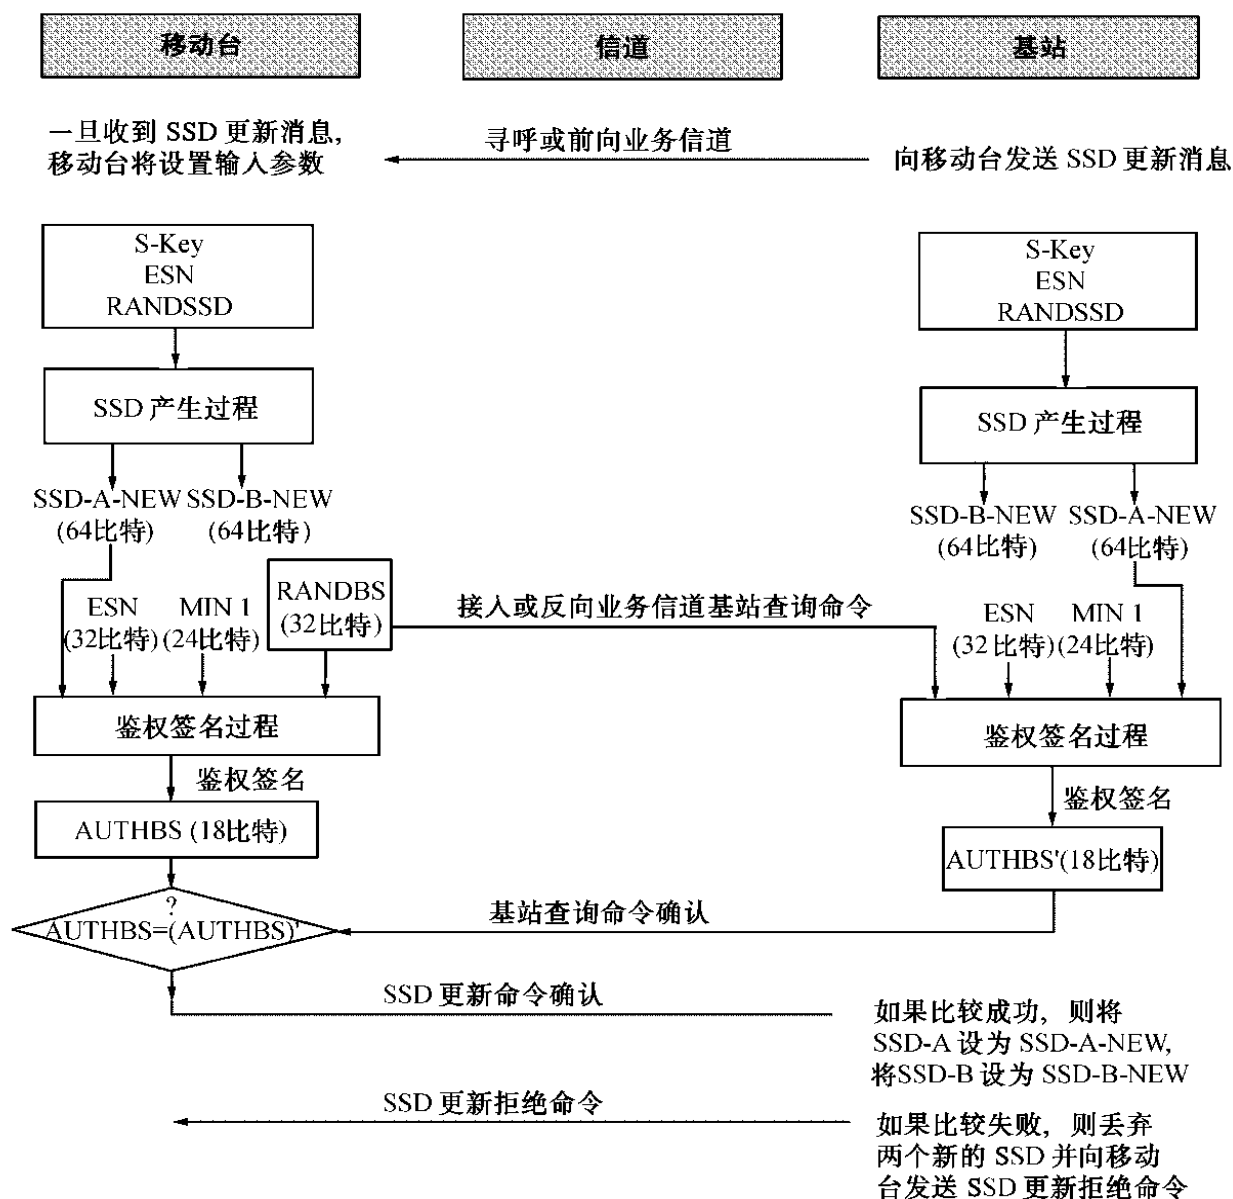 移动台
信道
基站
一旦收到 SSD 更新消息,
移动台将设置输入参数
寻呼或前向业务信道
向移动台发送 SSD 更新消息
S-Key
ESN
RANDSSD
S-Key
ESN
RANDSSD
SSD 产生过程
SSD 产生过程
SSD-A-NEW
(64比特)
SSD-B-NEW
(64比特)
SSD-B-NEW
(64比特)
SSD-A-NEW
(64比特)
ESN
(32比特)
MIN 1
(24比特)
RANDBS
(32比特)
接入或反向业务信道基站查询命令
ESN
(32比特)
MIN 1
(24比特)
鉴权签名过程
鉴权签名过程
鉴权签名
鉴权签名
AUTHBS (18比特)
AUTHBS'(18比特)
?
AUTHBS=(AUTHBS)'
基站查询命令确认
SSD 更新命令确认
如果比较成功，则将
SSD-A 设为 SSD-A-NEW,
将SSD-B 设为 SSD-B-NEW
SSD 更新拒绝命令
如果比较失败，则丢弃
两个新的 SSD 并向移动
台发送 SSD 更新拒绝命令